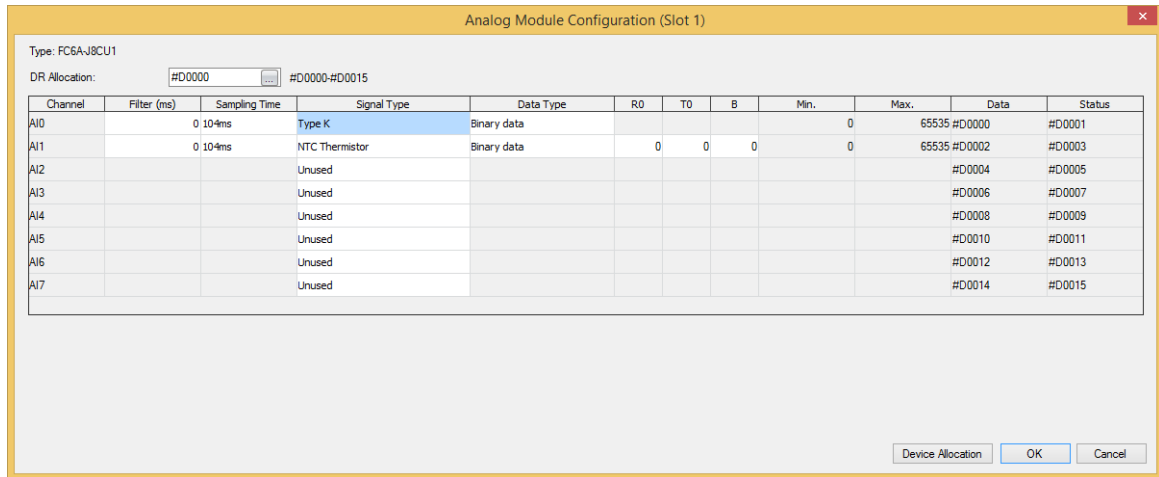 Analog Module Configuration (Slot 1)
Type: FC6A-J8CU1
DR Allocation: #D0000 ... #D0000-#D0015
Channel Filter (ms) Sampling Time Signal Type Data Type R0 T0 B Min. Max. Data Status
AI0 0 104ms Type K Binary data 0 65535 #D0000 #D0001
AI1 0 104ms NTC Thermistor Binary data 0 0 0 0 65535 #D0002 #D0003
AI2 Unused #D0004 #D0005
AI3 Unused #D0006 #D0007
AI4 Unused #D0008 #D0009
AI5 Unused #D0010 #D0011
AI6 Unused #D0012 #D0013
AI7 Unused #D0014 #D0015
Device Allocation OK Cancel